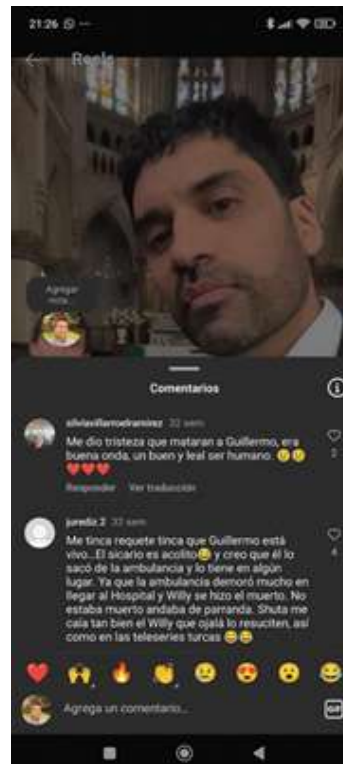 21:26
Reels
Agregar
nota...
Comentarios
silviavillarroelramirez 32 sem
Me dio tristeza que mataran a Guillermo, era
buena onda, un buen y leal ser humano. 😢😢
❤️❤️❤️
2
Responder Ver traducción
jurediz.2 32 sem
Me tinca requete tinca que Guillermo está
vivo...El sicario es acolito😂 y creo que él lo
sacó de la ambulancia y lo tiene en algún
lugar. Ya que la ambulancia demoró mucho en
llegar al Hospital y Willy se hizo el muerto. No
estaba muerto andaba de parranda. Shuta me
caía tan bien el Willy que ojalá lo resuciten, así
como en las teleseries turcas 😂😂
4
Agrega un comentario...
GIF